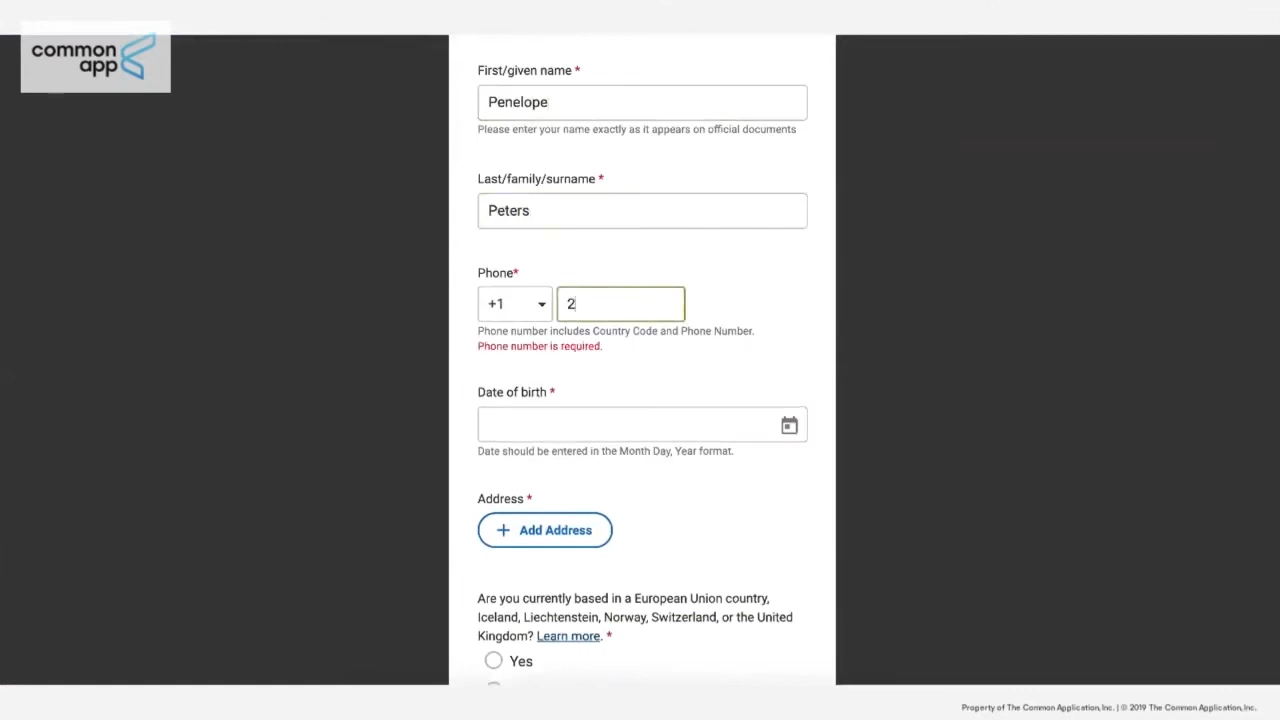 common
app
First/given name *
Penelope
Please enter your name exactly as it appears on official documents
Last/family/surname *
Peters
Phone*
+1
2
Phone number includes Country Code and Phone Number.
Phone number is required.
Date of birth *
Date should be entered in the Month Day, Year format.
Address *
+ Add Address
Are you currently based in a European Union country,
Iceland, Liechtenstein, Norway, Switzerland, or the United
Kingdom? Learn more. *
Yes
Property of The Common Application, Inc. | © 2019 The Common Application, Inc.